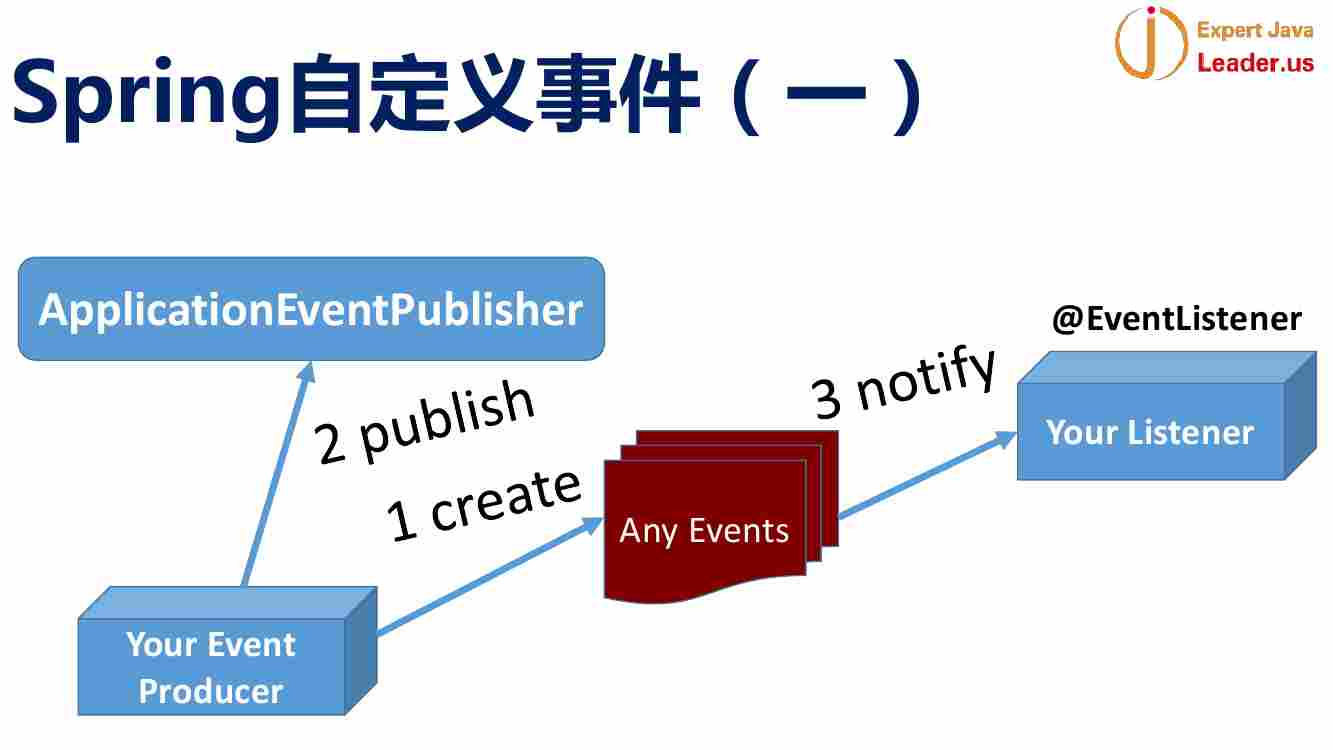 Expert Java
Leader.us
Spring自定义事件（一）
ApplicationEventPublisher
@EventListener
3 notify
2 publish
Your Listener
1 create
Any Events
Your Event
Producer